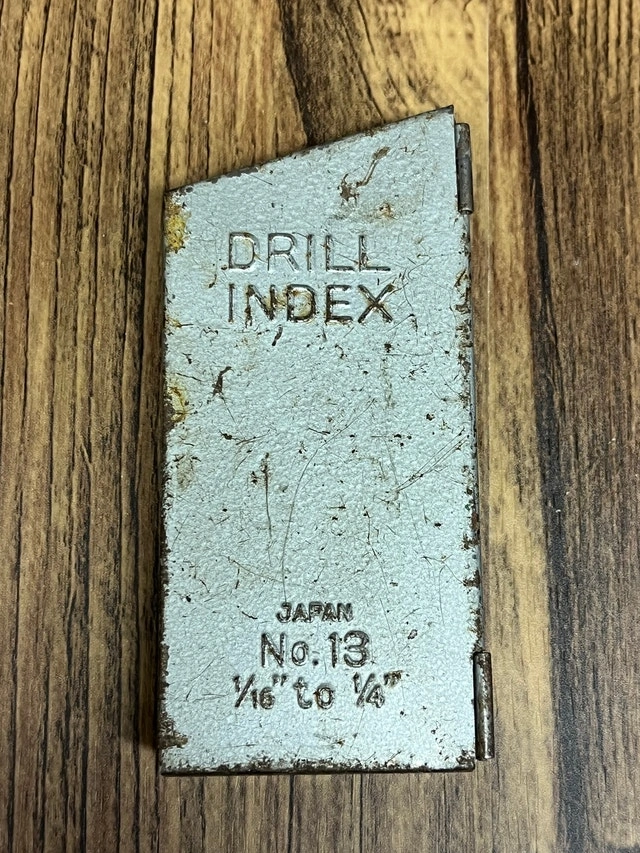 DRILL
INDEX
JAPAN
No. 13
1/16" to 1/4"